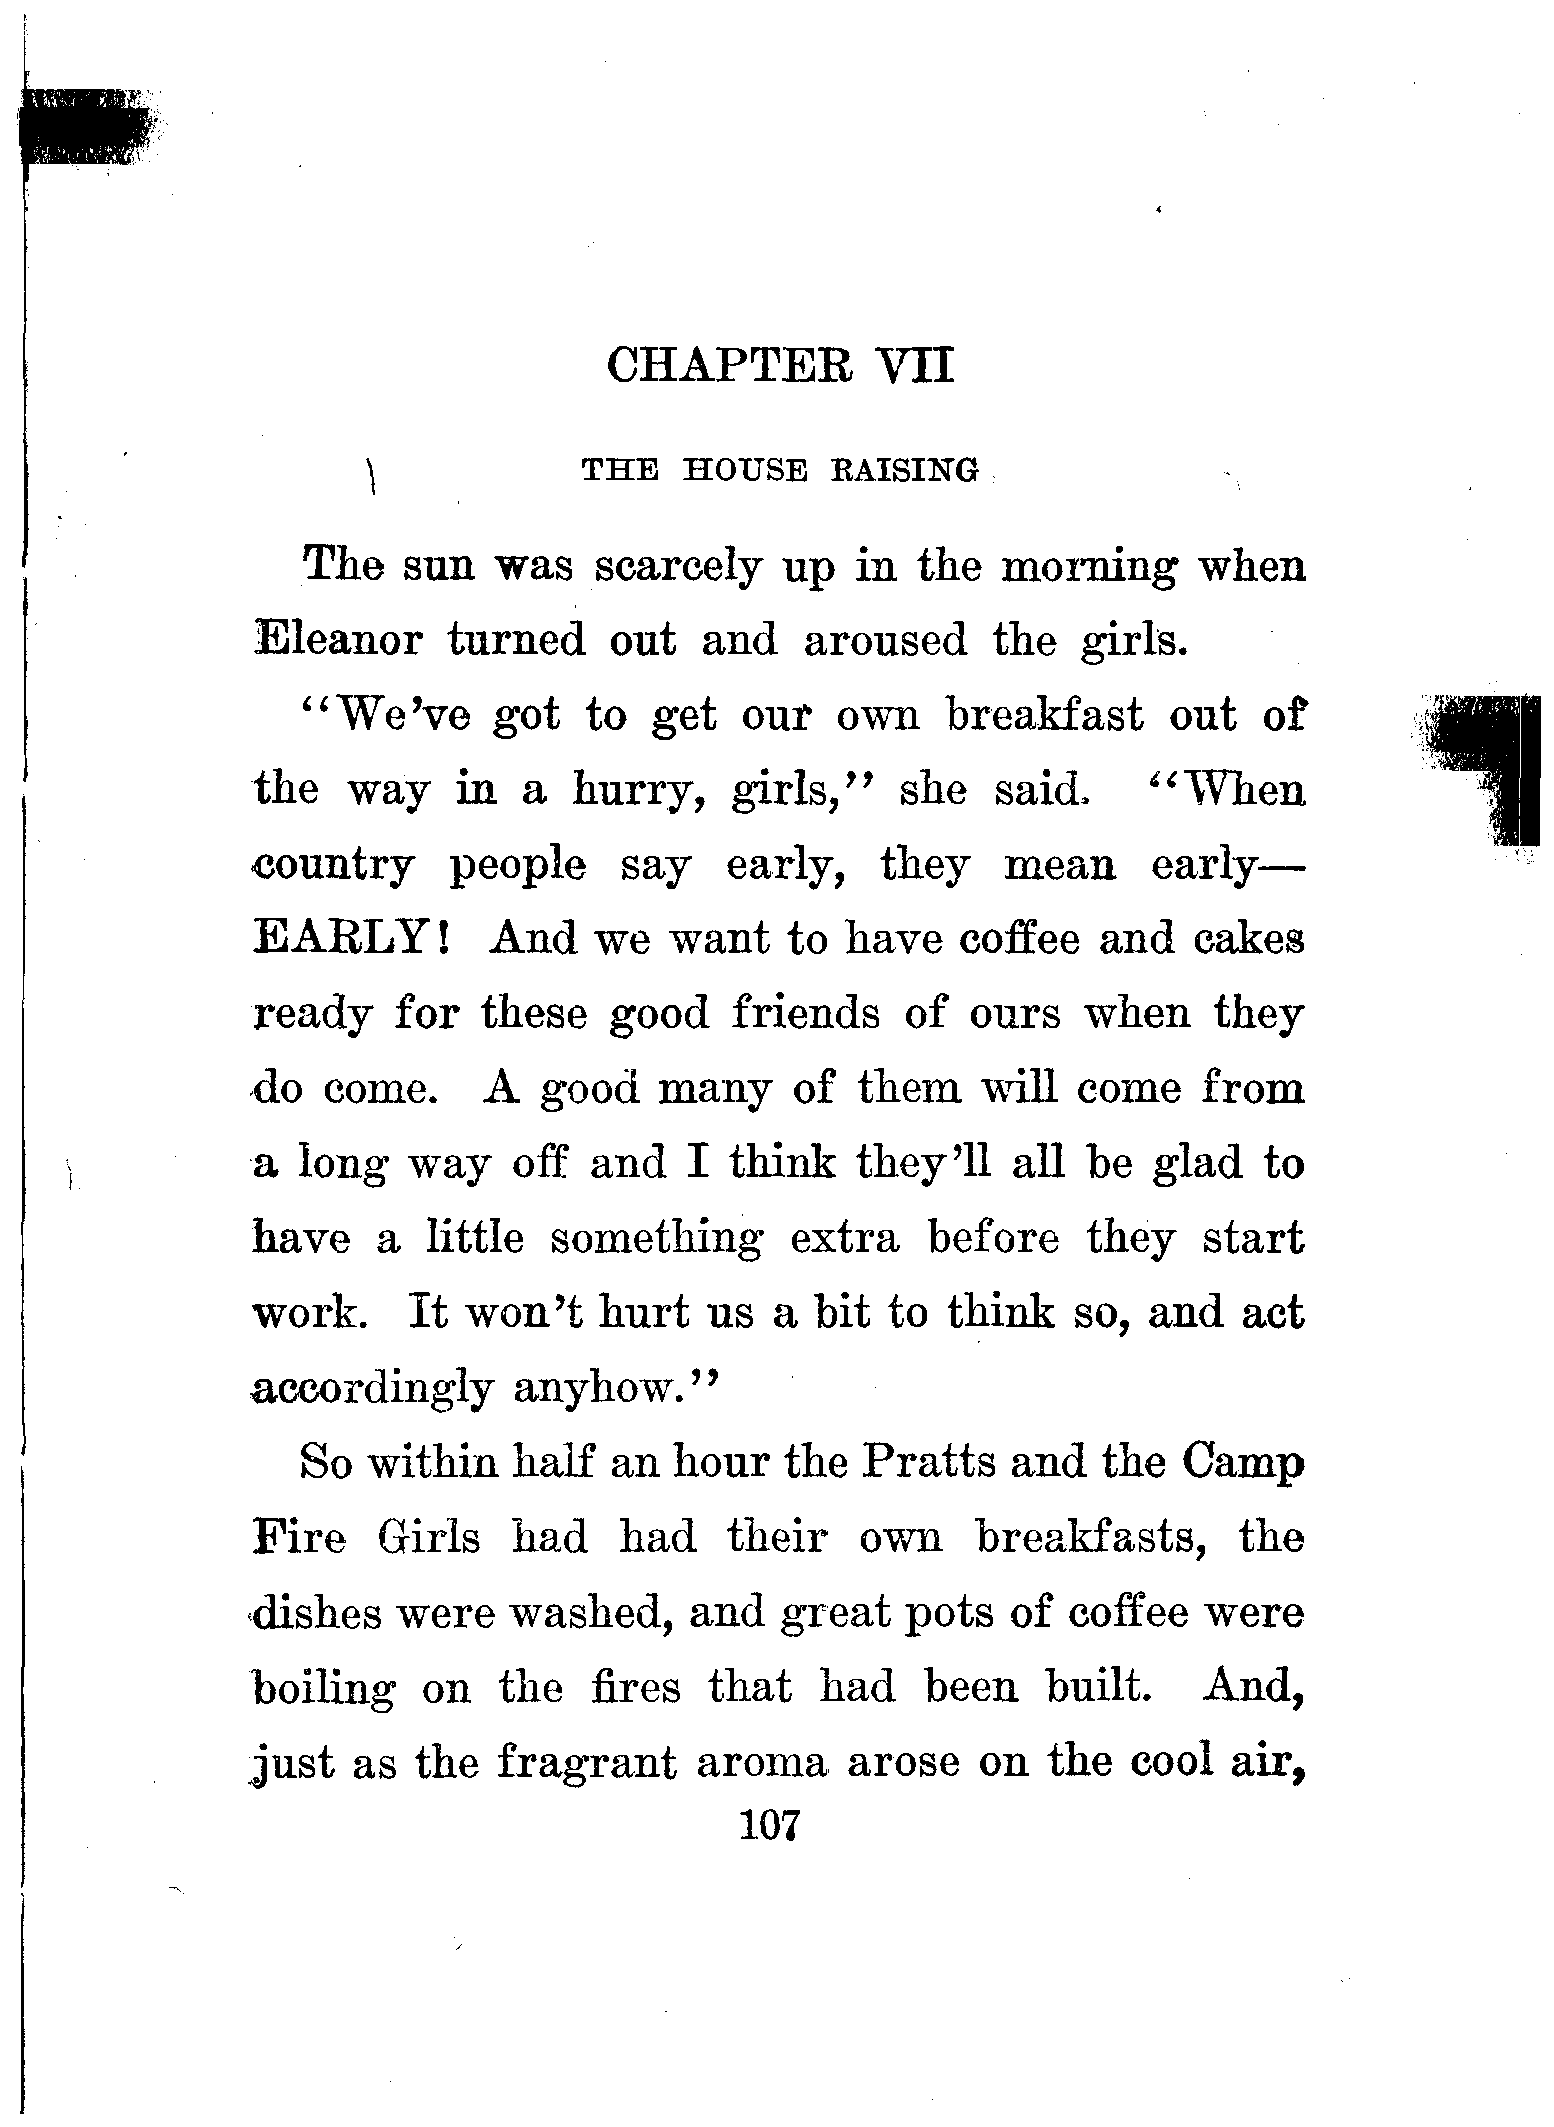 CHAPTER VII
THE HOUSE RAISING
The sun was scarcely up in the morning when
Eleanor turned out and aroused the girls.
"We've got to get our own breakfast out of
the way in a hurry, girls," she said. "When
country people say early, they mean early—
EARLY! And we want to have coffee and cakes
ready for these good friends of ours when they
do come. A good many of them will come from
a long way off and I think they'll all be glad to
have a little something extra before they start
work. It won't hurt us a bit to think so, and act
accordingly anyhow."
So within half an hour the Pratts and the Camp
Fire Girls had had their own breakfasts, the
dishes were washed, and great pots of coffee were
boiling on the fires that had been built. And,
just as the fragrant aroma arose on the cool air,
107